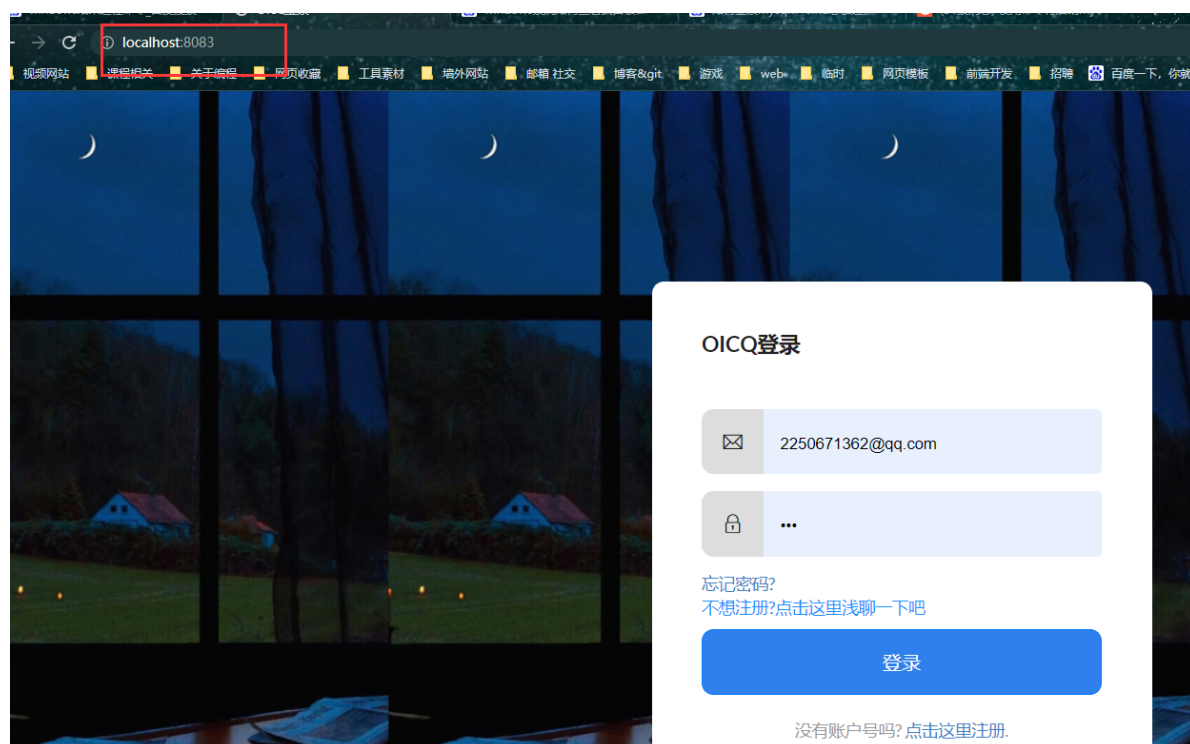 localhost:8083
视频网站 课程相关 关于编程 网页收藏 工具素材 墙外网站 邮箱 社交 博客&git 游戏 web 临时 网页模板 前端开发 招聘 百度一下，你就
OICQ登录
2250671362@qq.com
•••
忘记密码?
不想注册?点击这里浅聊一下吧
登录
没有账户号吗? 点击这里注册.